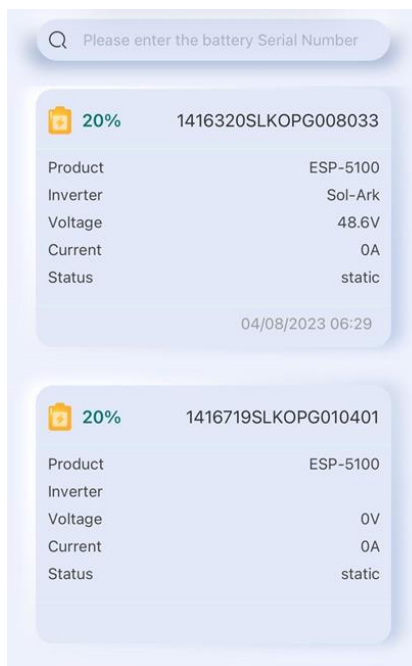 Please enter the battery Serial Number
20% 1416320SLKOPG008033
Product ESP-5100
Inverter Sol-Ark
Voltage 48.6V
Current 0A
Status static
04/08/2023 06:29
20% 1416719SLKOPG010401
Product ESP-5100
Inverter
Voltage 0V
Current 0A
Status static